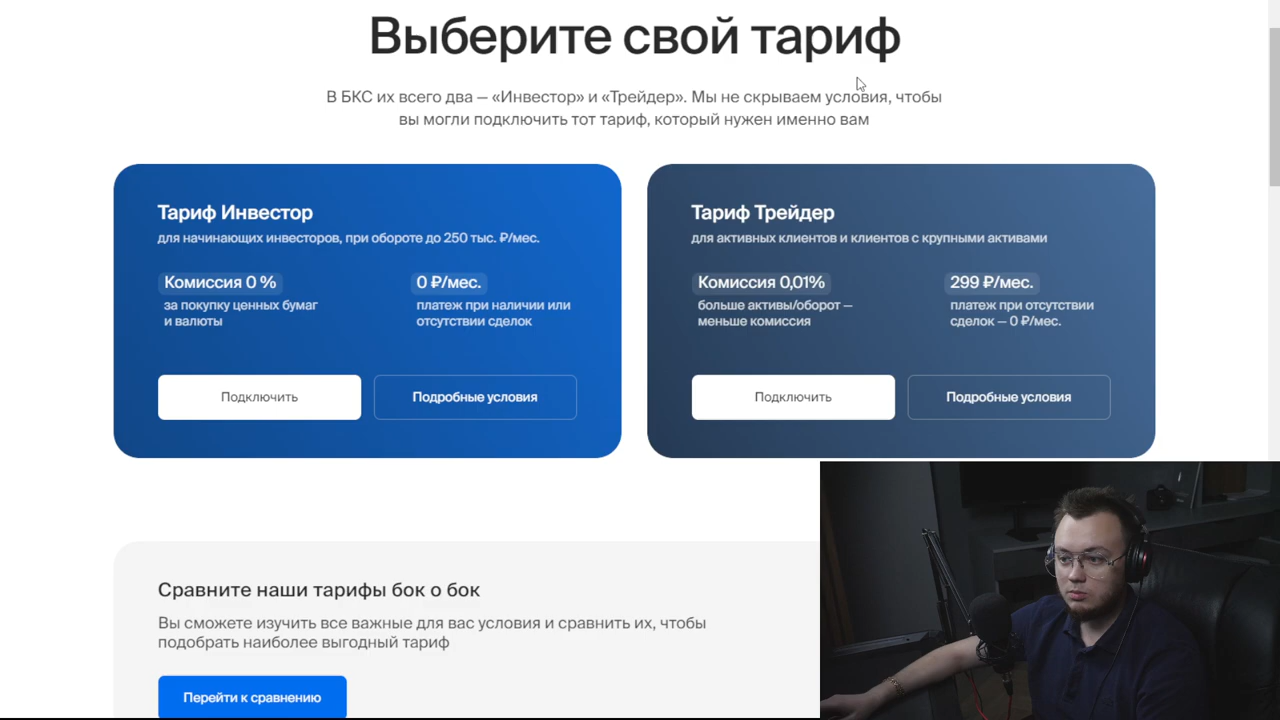 Выберите свой тариф
В БКС их всего два — «Инвестор» и «Трейдер». Мы не скрываем условия, чтобы
вы могли подключить тот тариф, который нужен именно вам
Тариф Инвестор
для начинающих инвесторов, при обороте до 250 тыс. ₽/мес.
Комиссия 0 %
за покупку ценных бумаг
и валюты
0 ₽/мес.
платеж при наличии или
отсутствии сделок
Подключить
Подробные условия
Тариф Трейдер
для активных клиентов и клиентов с крупными активами
Комиссия 0,01%
больше активы/оборот —
меньше комиссия
299 ₽/мес.
платеж при отсутствии
сделок — 0 ₽/мес.
Подключить
Подробные условия
Сравните наши тарифы бок о бок
Вы сможете изучить все важные для вас условия и сравнить их, чтобы
подобрать наиболее выгодный тариф
Перейти к сравнению